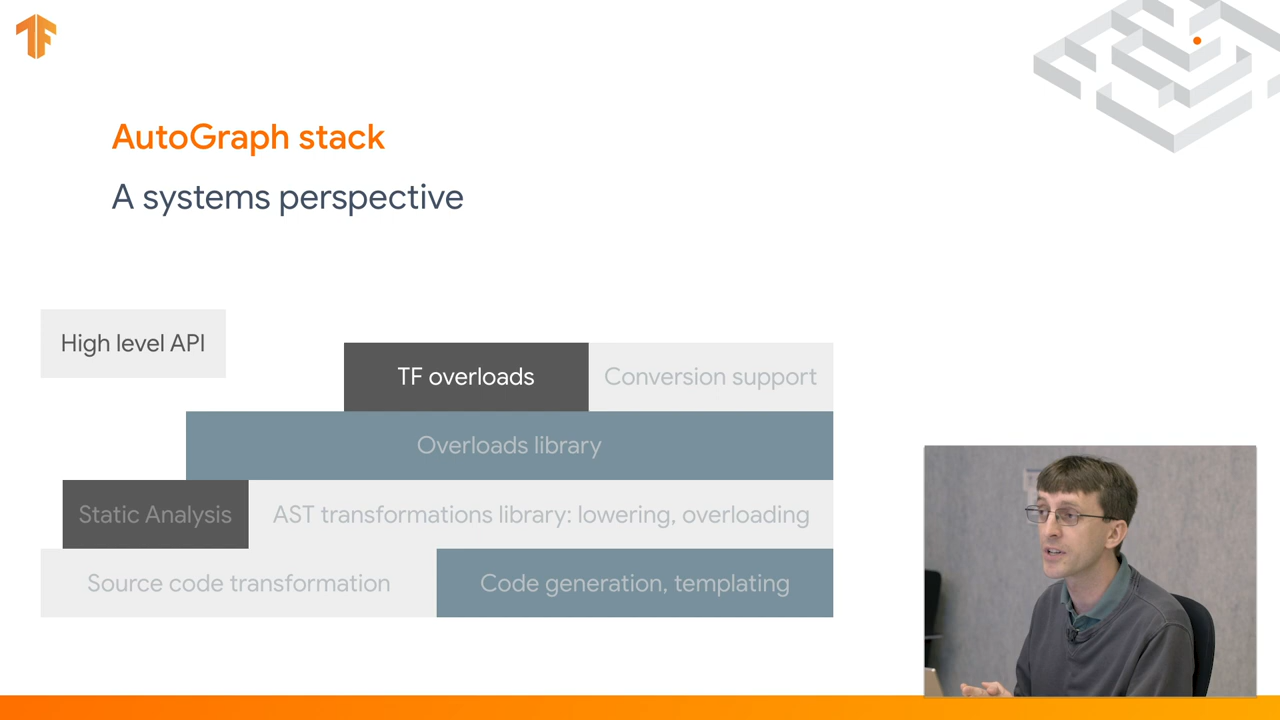 TF
AutoGraph stack
A systems perspective
High level API
TF overloads
Conversion support
Overloads library
Static Analysis
AST transformations library: lowering, overloading
Source code transformation
Code generation, templating